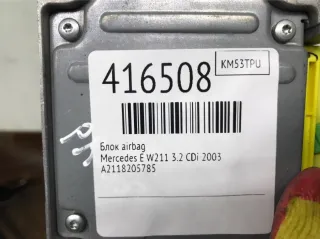 416508
KM53TPU
Блок airbag
Mercedes E W211 3.2 CDi 2003
A2118205785